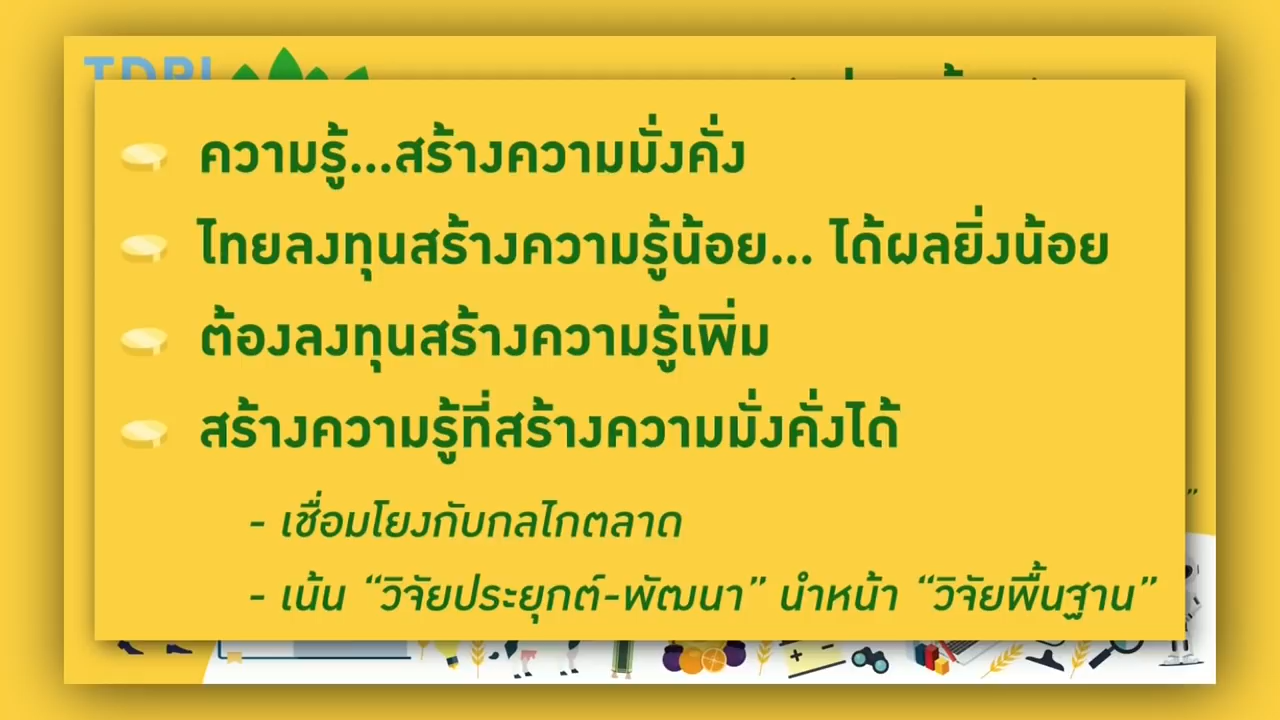 ความรู้...สร้างความมั่งคั่ง
ไทยลงทุนสร้างความรู้น้อย... ได้ผลยิ่งน้อย
ต้องลงทุนสร้างความรู้เพิ่ม
สร้างความรู้ที่สร้างความมั่งคั่งได้
- เชื่อมโยงกับกลไกตลาด
- เน้น “วิจัยประยุกต์-พัฒนา” นำหน้า “วิจัยพื้นฐาน”